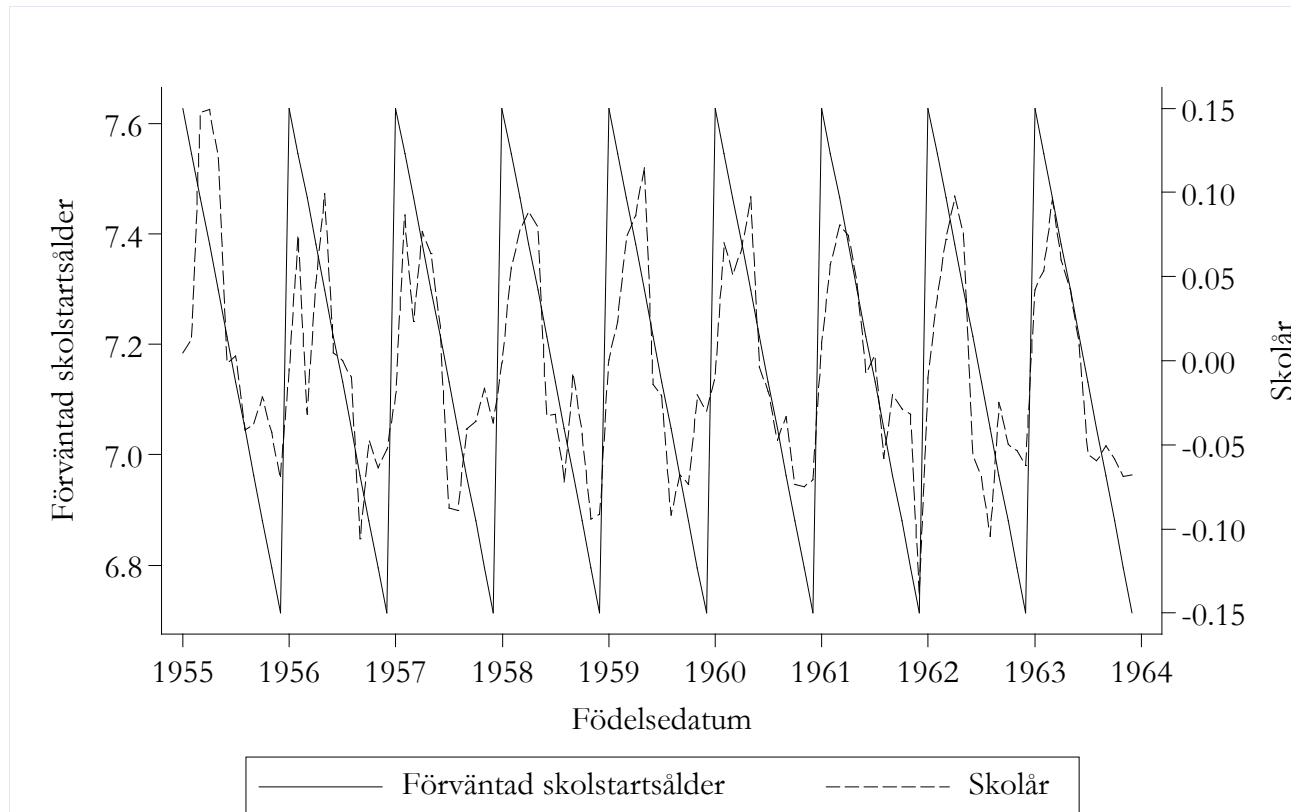 Förväntad skolstartsålder
7.6
7.4
7.2
7.0
6.8
0.15
0.10
0.05
0.00
-0.05
-0.10
-0.15
Skolår
1955 1956 1957 1958 1959 1960 1961 1962 1963 1964
Födelsedatum
Förväntad skolstartsålder Skolår